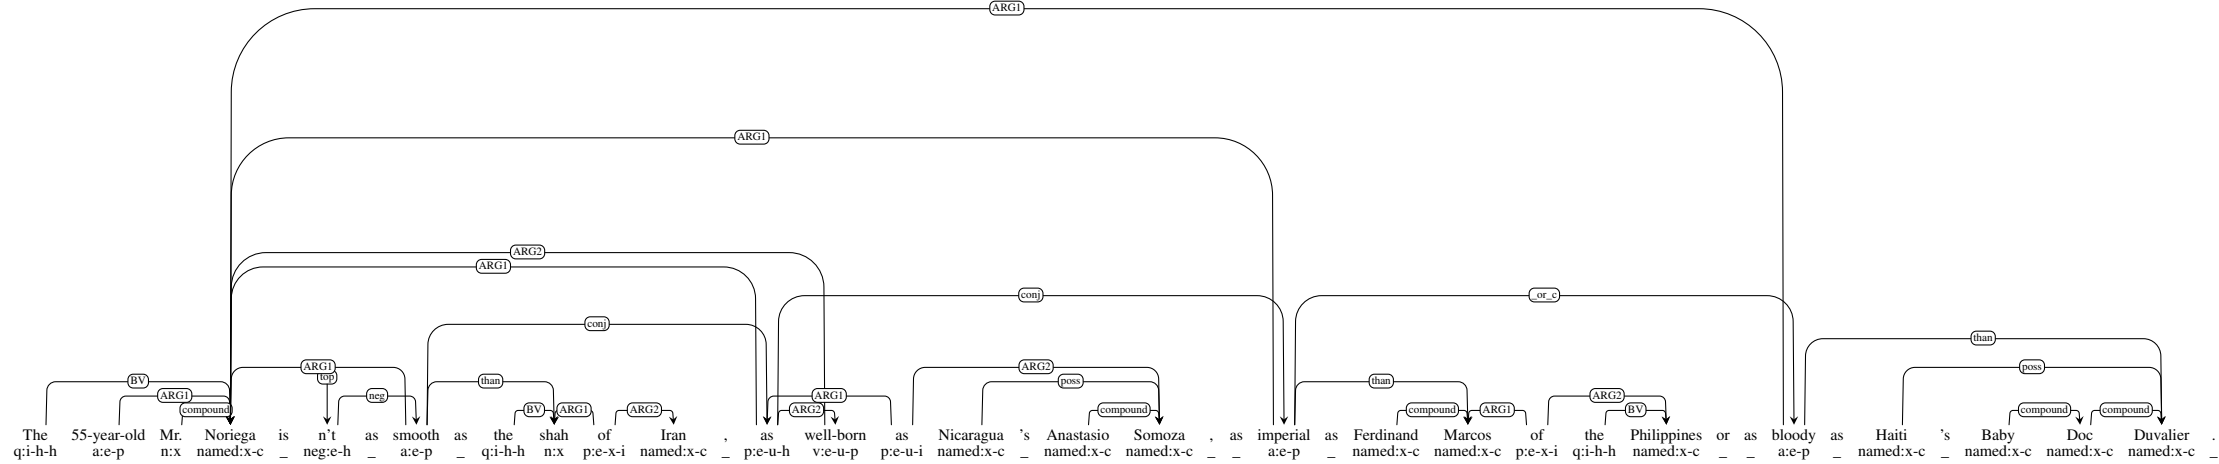 ARG1
ARG1
ARG2
ARG1
conj _or_c
conj
than
ARG1 ARG2 poss
top
BV than poss than
ARG1 neg ARG1 ARG2
compound BV ARG1 ARG2 ARG2 compound compound ARG1 BV compound compound
The 55-year-old Mr. Noriega is n't as smooth as the shah of Iran , as well-born as Nicaragua 's Anastasio Somoza , as imperial as Ferdinand Marcos of the Philippines or as bloody as Haiti 's Baby Doc Duvalier .
q:i-h-h a:e-p n:x named:x-c _ neg:e-h _ a:e-p _ q:i-h-h n:x p:e-x-i named:x-c _ p:e-u-h v:e-u-p p:e-u-i named:x-c _ named:x-c named:x-c _ _ a:e-p _ named:x-c named:x-c p:e-x-i q:i-h-h named:x-c _ _ a:e-p _ named:x-c _ named:x-c named:x-c named:x-c _